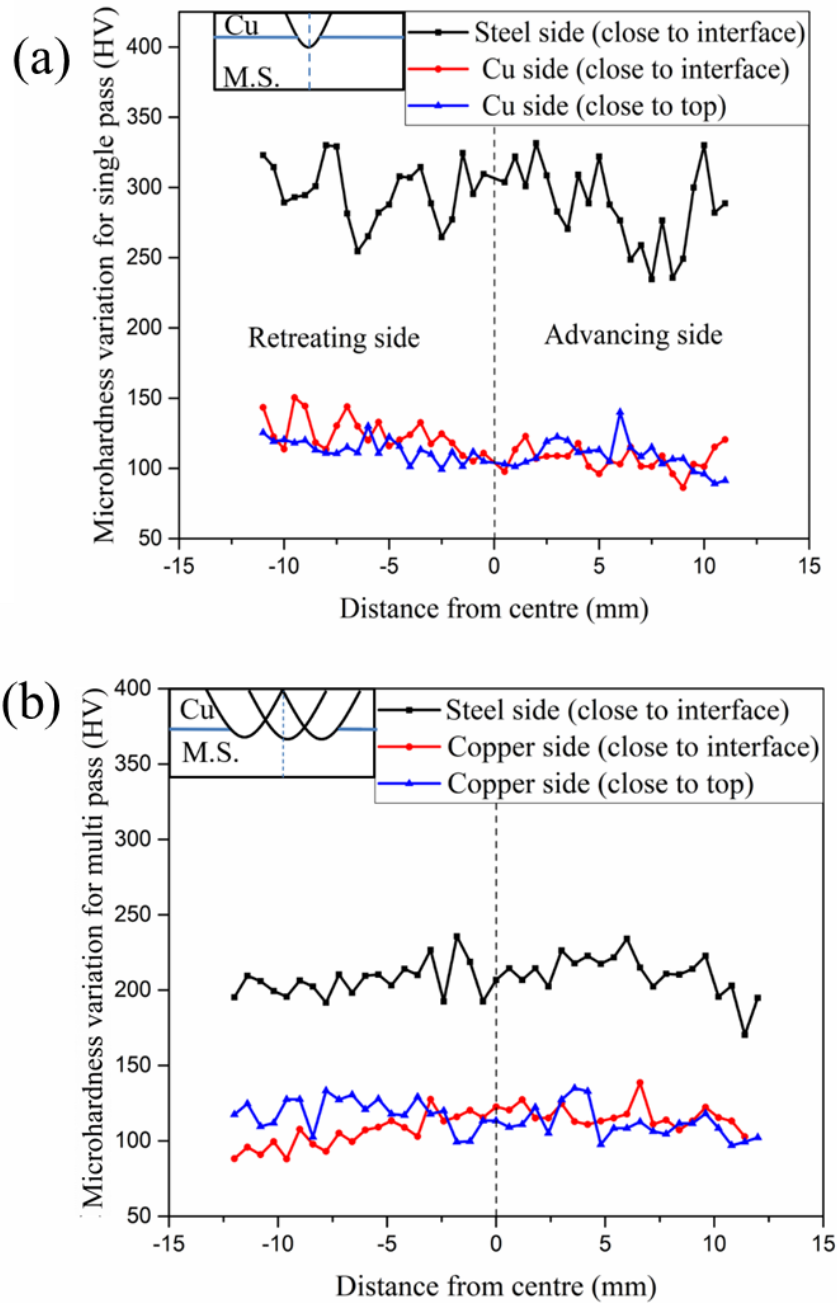 (a)
Cu
M.S.
Steel side (close to interface)
Cu side (close to interface)
Cu side (close to top)
Microhardness variation for single pass (HV)
400
350
300
250
200
150
100
50
Retreating side
Advancing side
-15
-10
-5
0
5
10
15
Distance from centre (mm)
(b)
Cu
M.S.
Steel side (close to interface)
Copper side (close to interface)
Copper side (close to top)
Microhardness variation for multi pass (HV)
400
350
300
250
200
150
100
50
-15
-10
-5
0
5
10
15
Distance from centre (mm)